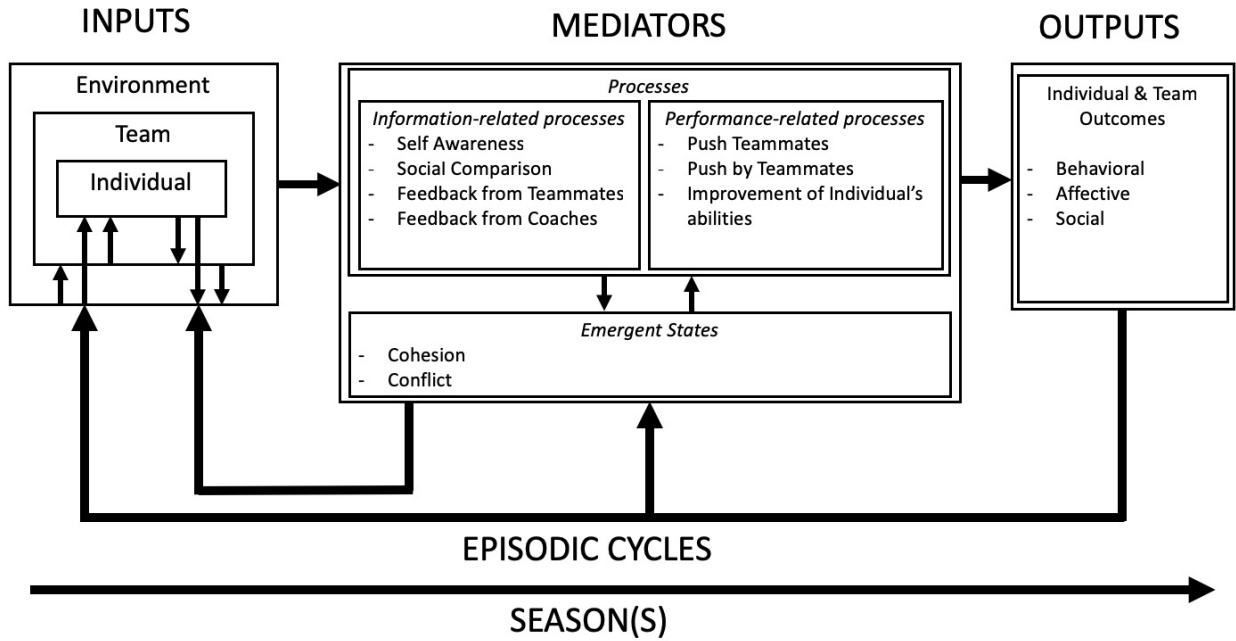 INPUTS
MEDIATORS
OUTPUTS
Environment
Team
Individual
Processes
Information-related processes
- Self Awareness
- Social Comparison
- Feedback from Teammates
- Feedback from Coaches
Performance-related processes
- Push Teammates
- Push by Teammates
- Improvement of Individual's
abilities
Emergent States
- Cohesion
- Conflict
Individual & Team
Outcomes
- Behavioral
- Affective
- Social
EPISODIC CYCLES
SEASON(S)